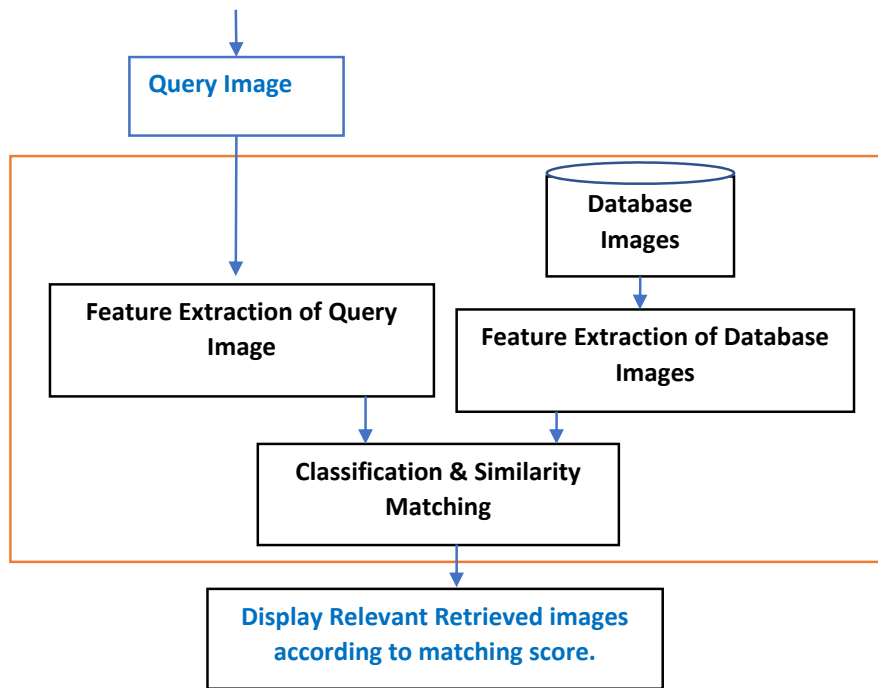 Query Image
Database
Images
Feature Extraction of Query
Image
Feature Extraction of Database
Images
Classification & Similarity
Matching
Display Relevant Retrieved images
according to matching score.